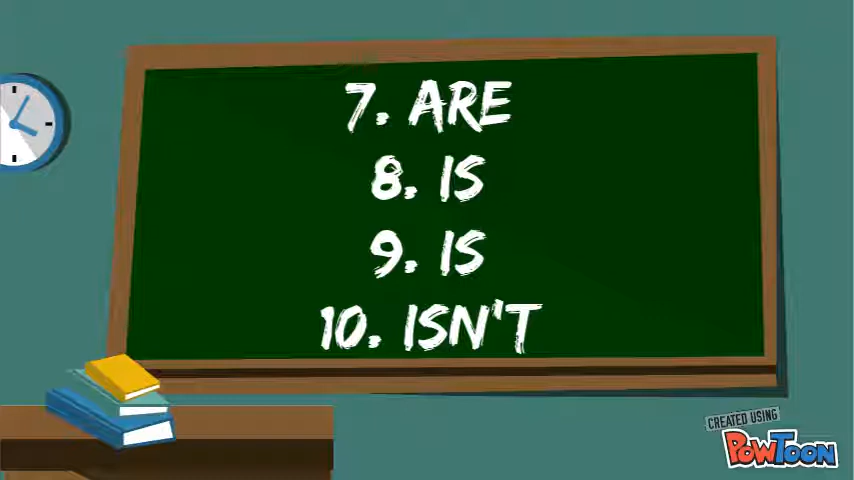 7. ARE
8. IS
9. IS
10. ISN'T
CREATED USING
POWTOON